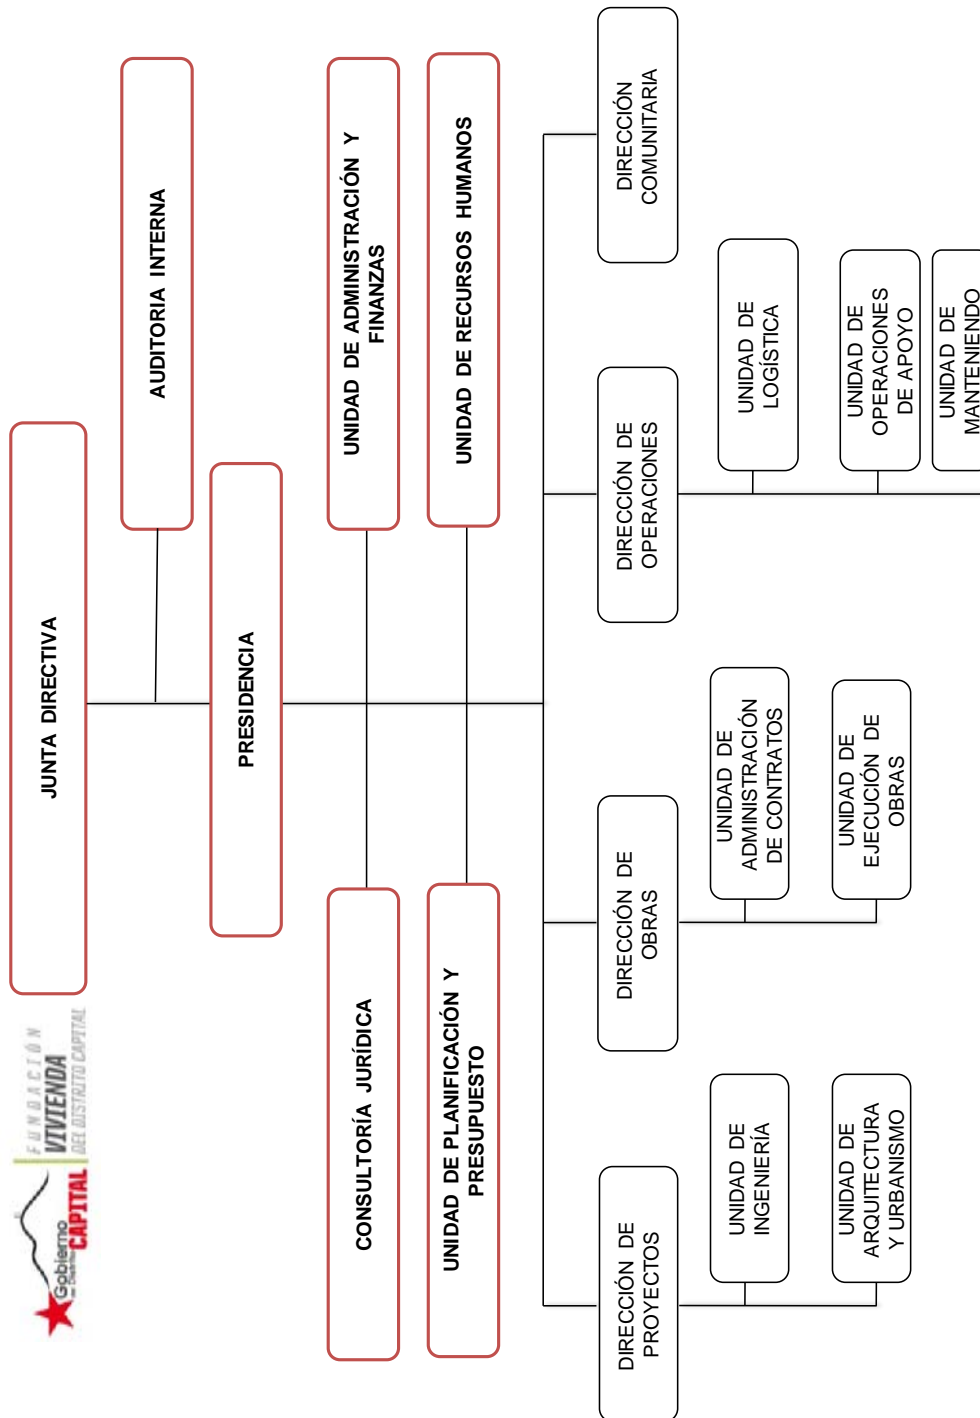 Gobierno
del Distrito
CAPITAL
FUNDACIÓN
VIVIENDA
DEL DISTRITO CAPITAL
JUNTA DIRECTIVA
AUDITORIA INTERNA
PRESIDENCIA
CONSULTORÍA JURÍDICA
UNIDAD DE ADMINISTRACIÓN Y
FINANZAS
UNIDAD DE PLANIFICACIÓN Y
PRESUPUESTO
UNIDAD DE RECURSOS HUMANOS
DIRECCIÓN DE
PROYECTOS
DIRECCIÓN DE
OBRAS
DIRECCIÓN DE
OPERACIONES
DIRECCIÓN
COMUNITARIA
UNIDAD DE
INGENIERÍA
UNIDAD DE
ARQUITECTURA
Y URBANISMO
UNIDAD DE
ADMINISTRACIÓN
DE CONTRATOS
UNIDAD DE
EJECUCIÓN DE
OBRAS
UNIDAD DE
LOGÍSTICA
UNIDAD DE
OPERACIONES
DE APOYO
UNIDAD DE
MANTENIENDO